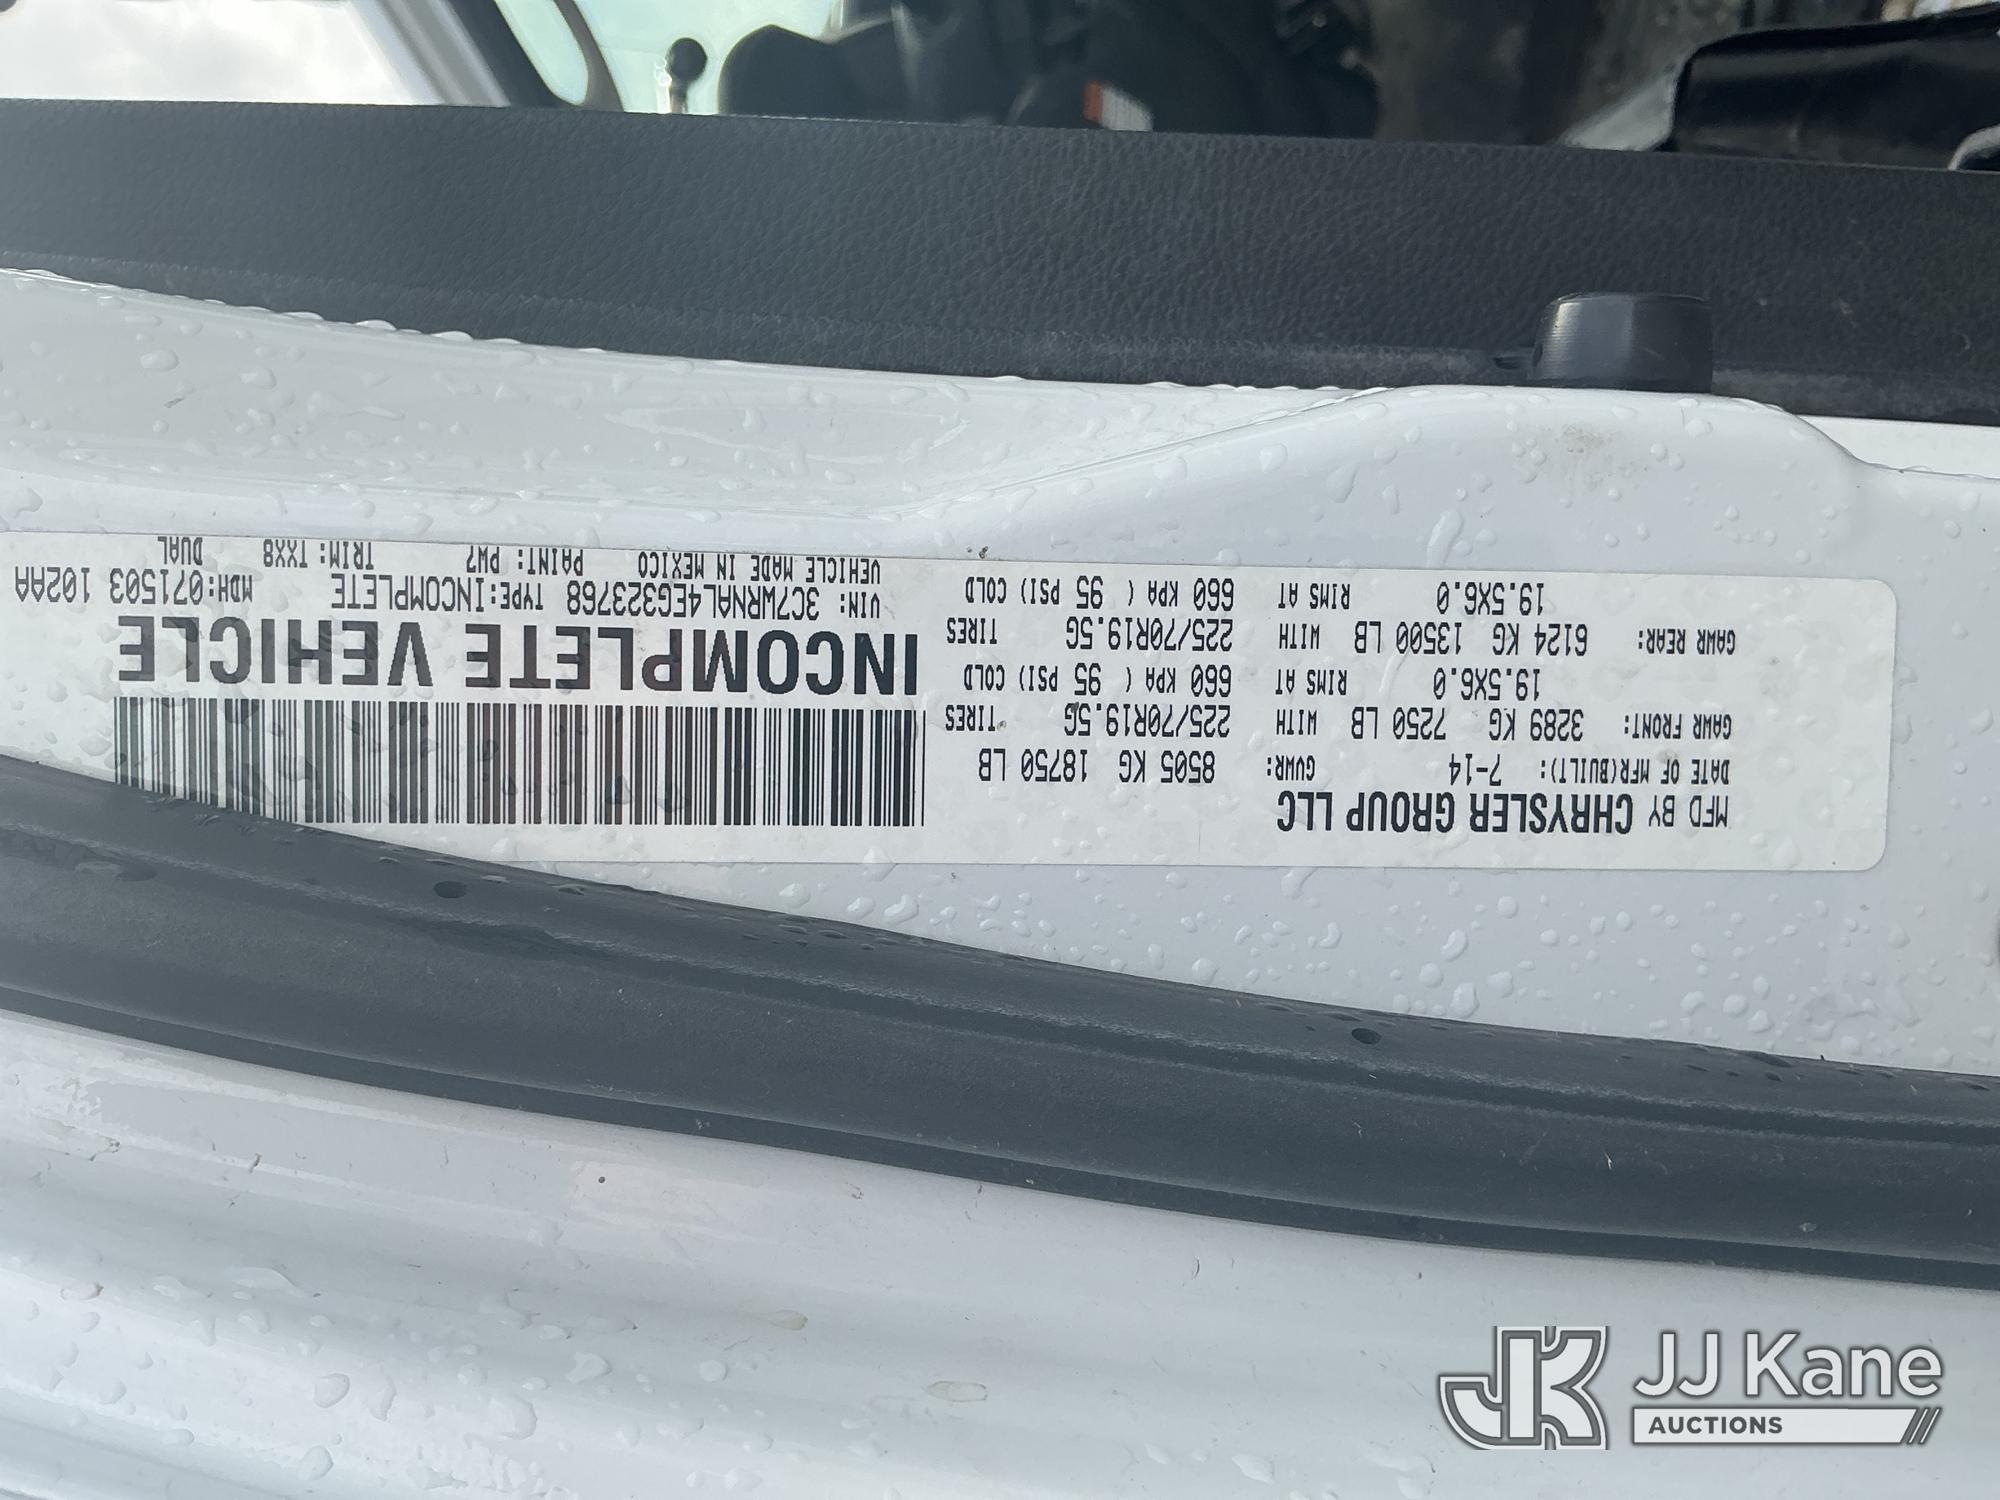 MFD BY CHRYSLER GROUP LLC
DATE OF MFR(BUILT): 7-14 GVWR: 8505 KG 18750 LB
GAWR FRONT: 3289 KG 7250 LB WITH 225/70R19.5G TIRES
19.5X6.0 RIMS AT 660 KPA ( 95 PSI) COLD
GAWR REAR: 6124 KG 13500 LB WITH 225/70R19.5G TIRES
19.5X6.0 RIMS AT 660 KPA ( 95 PSI) COLD
INCOMPLETE VEHICLE
VIN: 3C7WRNAL4EG323768 TYPE:INCOMPLETE MDH:071503 102AA
VEHICLE MADE IN MEXICO PAINT: PW7 TRIM: TXX8 DUAL
JK JJ Kane
AUCTIONS